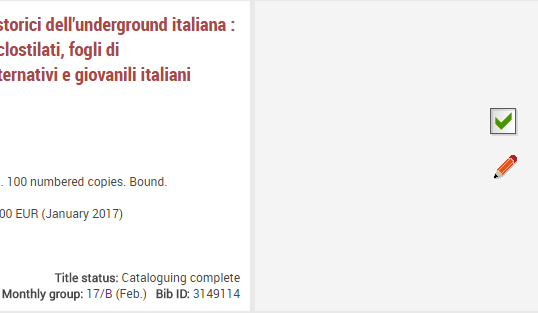 storici dell'underground italiana :
clostilati, fogli di
ternativi e giovanili italiani
. 100 numbered copies. Bound.
00 EUR (January 2017)
Title status: Cataloguing complete
Monthly group: 17/B (Feb.) Bib ID: 3149114